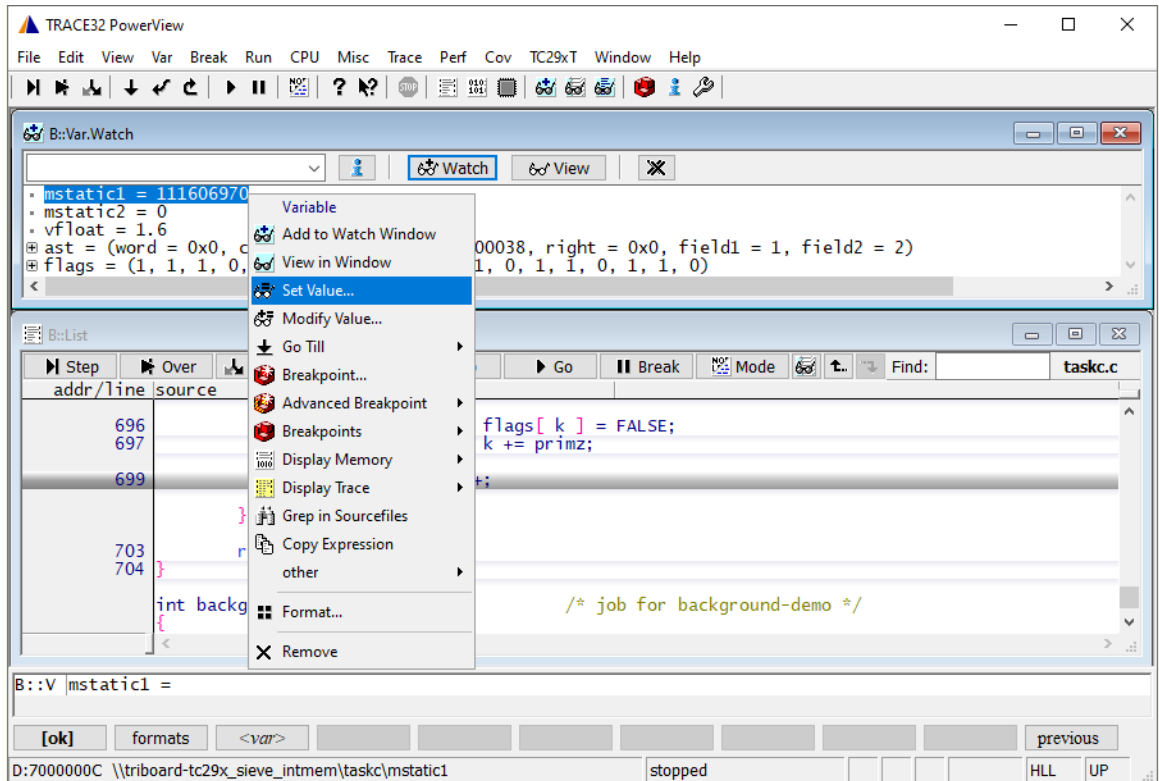 TRACE32 PowerView
File Edit View Var Break Run CPU Misc Trace Perf Cov TC29xT Window Help
B::Var.Watch
Watch View
mstatic1 = 111606970
mstatic2 = 0
vfloat = 1.6
ast = (word = 0x0, c 00038, right = 0x0, field1 = 1, field2 = 2)
flags = (1, 1, 1, 0, 1, 0, 1, 1, 0, 1, 1, 0)
Variable
Add to Watch Window
View in Window
Set Value...
Modify Value...
Go Till
Breakpoint...
Advanced Breakpoint
Breakpoints
Display Memory
Display Trace
Grep in Sourcefiles
Copy Expression
other
Format...
Remove
B::List
Step Over Go Break Mode t.. Find: taskc.c
addr/line source
696 flags[ k ] = FALSE;
697 k += primz;
699 +;
}
703 r
704 }
int backg /* job for background-demo */
{
B::V mstatic1 =
[ok] formats <var> previous
D:7000000C \\triboard-tc29x_sieve_intmem\taskc\mstatic1 stopped HLL UP